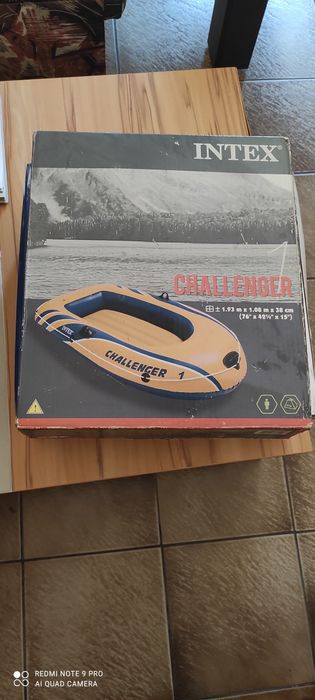 INTEX
CHALLENGER
± 1.93 m x 1.08 m x 38 cm
(76" x 42½" x 15")
INTEX
CHALLENGER 1
REDMI NOTE 9 PRO
AI QUAD CAMERA